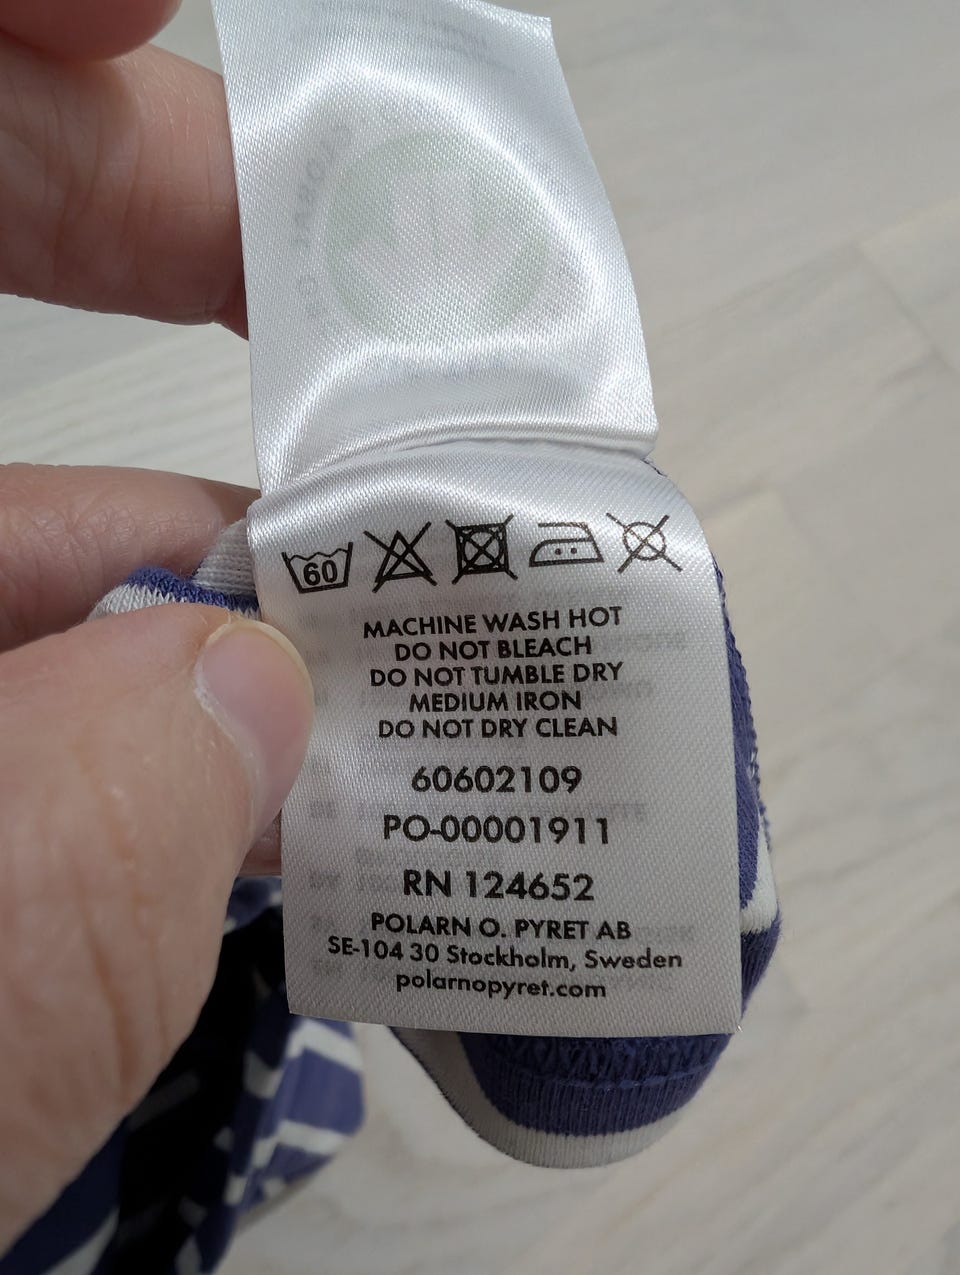 60
MACHINE WASH HOT
DO NOT BLEACH
DO NOT TUMBLE DRY
MEDIUM IRON
DO NOT DRY CLEAN
60602109
PO-00001911
RN 124652
POLARN O. PYRET AB
SE-104 30 Stockholm, Sweden
polarnopyret.com